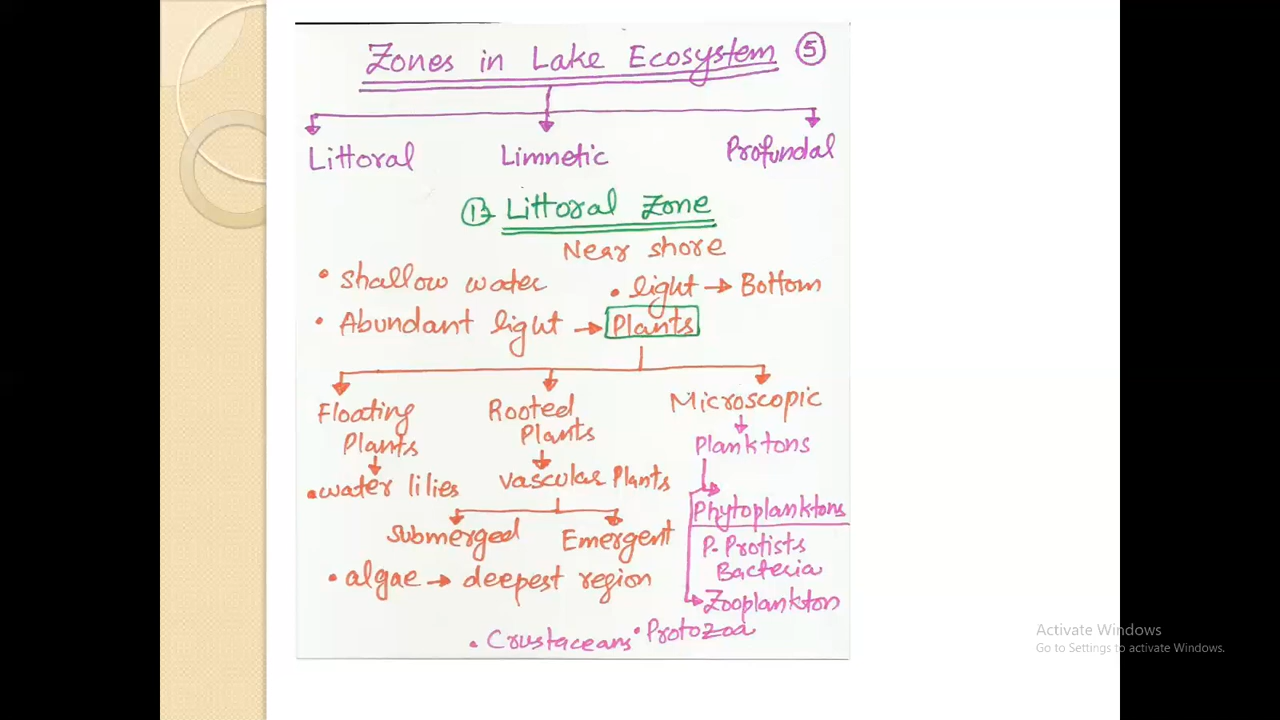 Zones in Lake Ecosystem 5
Littoral Limnetic Profundal
1 Littoral Zone
Near shore
• shallow water • light → Bottom
• Abundant light → Plants
Floating Plants
Rooted Plants
Microscopic
Planktons
• water lilies
Vascular Plants
Submerged Emergent
Phytoplanktons
P. Protists
Bacteria
• algae → deepest region
Zooplankton
• Crustaceans • Protozoa
Activate Windows
Go to Settings to activate Windows.